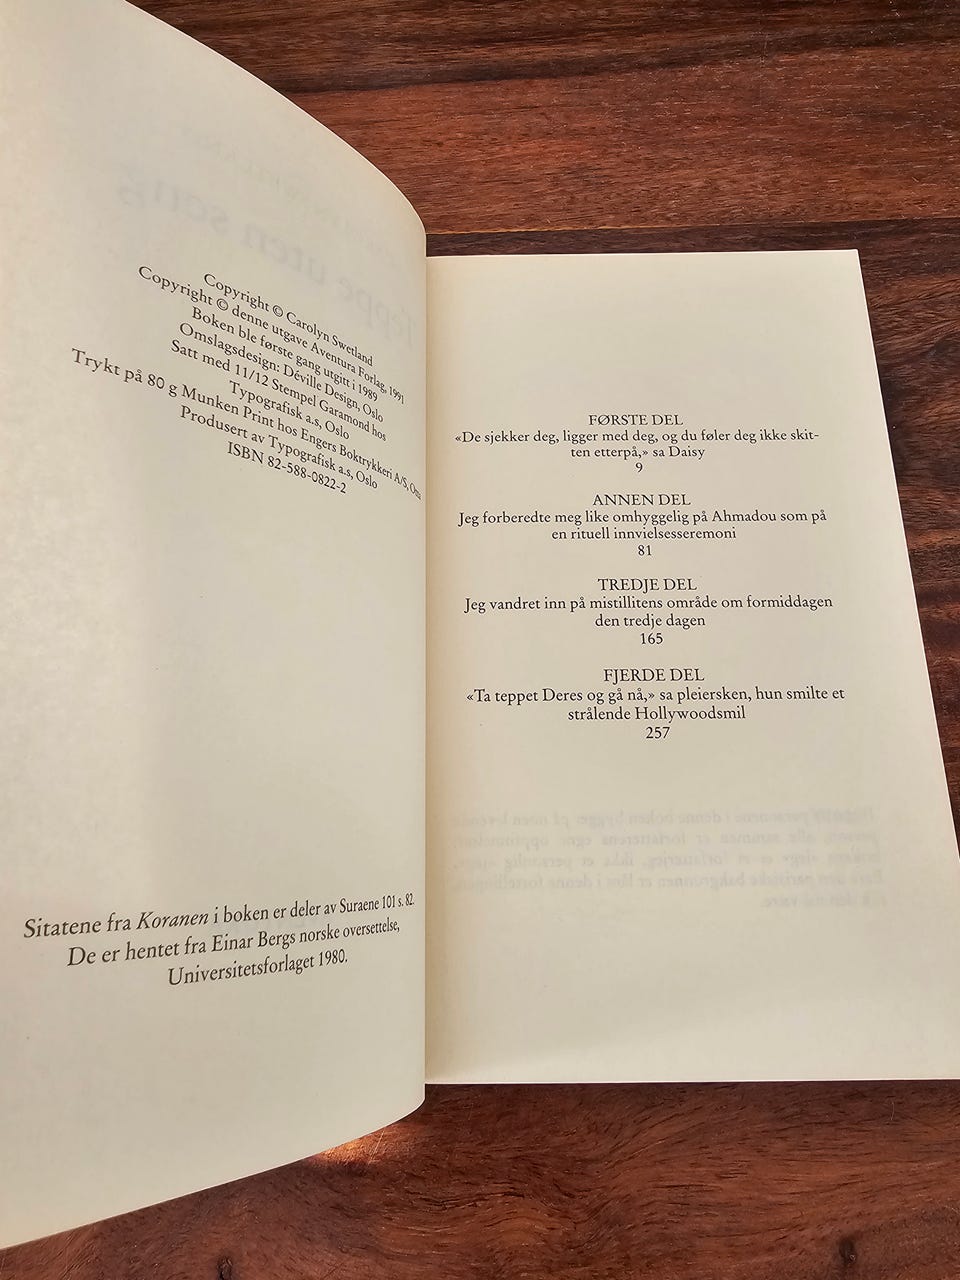 Copyright © Carolyn Swetland
Copyright © denne utgave Aventura Forlag, 1991
Boken ble første gang utgitt i 1989
Omslagsdesign: Déville Design, Oslo
Satt med 11/12 Stempel Garamond hos
Typografisk a.s, Oslo
Trykt på 80 g Munken Print hos Engers Boktrykkeri A/S, Otta
Produsert av Typografisk a.s, Oslo
ISBN 82-588-0822-2
Sitatene fra Koranen i boken er deler av Suraene 101 s. 82.
De er hentet fra Einar Bergs norske oversettelse,
Universitetsforlaget 1980.
FØRSTE DEL
«De sjekker deg, ligger med deg, og du føler deg ikke skit-
ten etterpå,» sa Daisy
9
ANNEN DEL
Jeg forberedte meg like omhyggelig på Ahmadou som på
en rituell innvielsesseremoni
81
TREDJE DEL
Jeg vandret inn på mistillitens område om formiddagen
den tredje dagen
165
FJERDE DEL
«Ta teppet Deres og gå nå,» sa pleiersken, hun smilte et
strålende Hollywoodsmil
257